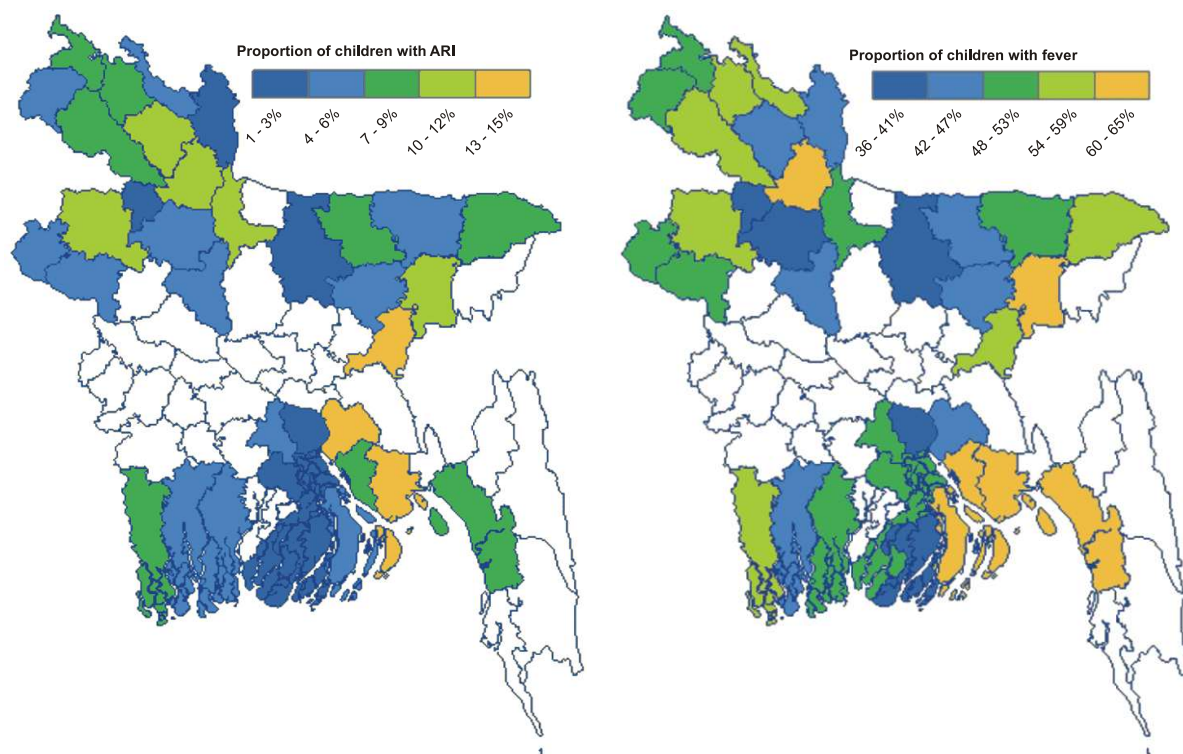 Proportion of children with ARI
1 - 3%
4 - 6%
7 - 9%
10 - 12%
13 - 15%
Proportion of children with fever
36 - 41%
42 - 47%
48 - 53%
54 - 59%
60 - 65%